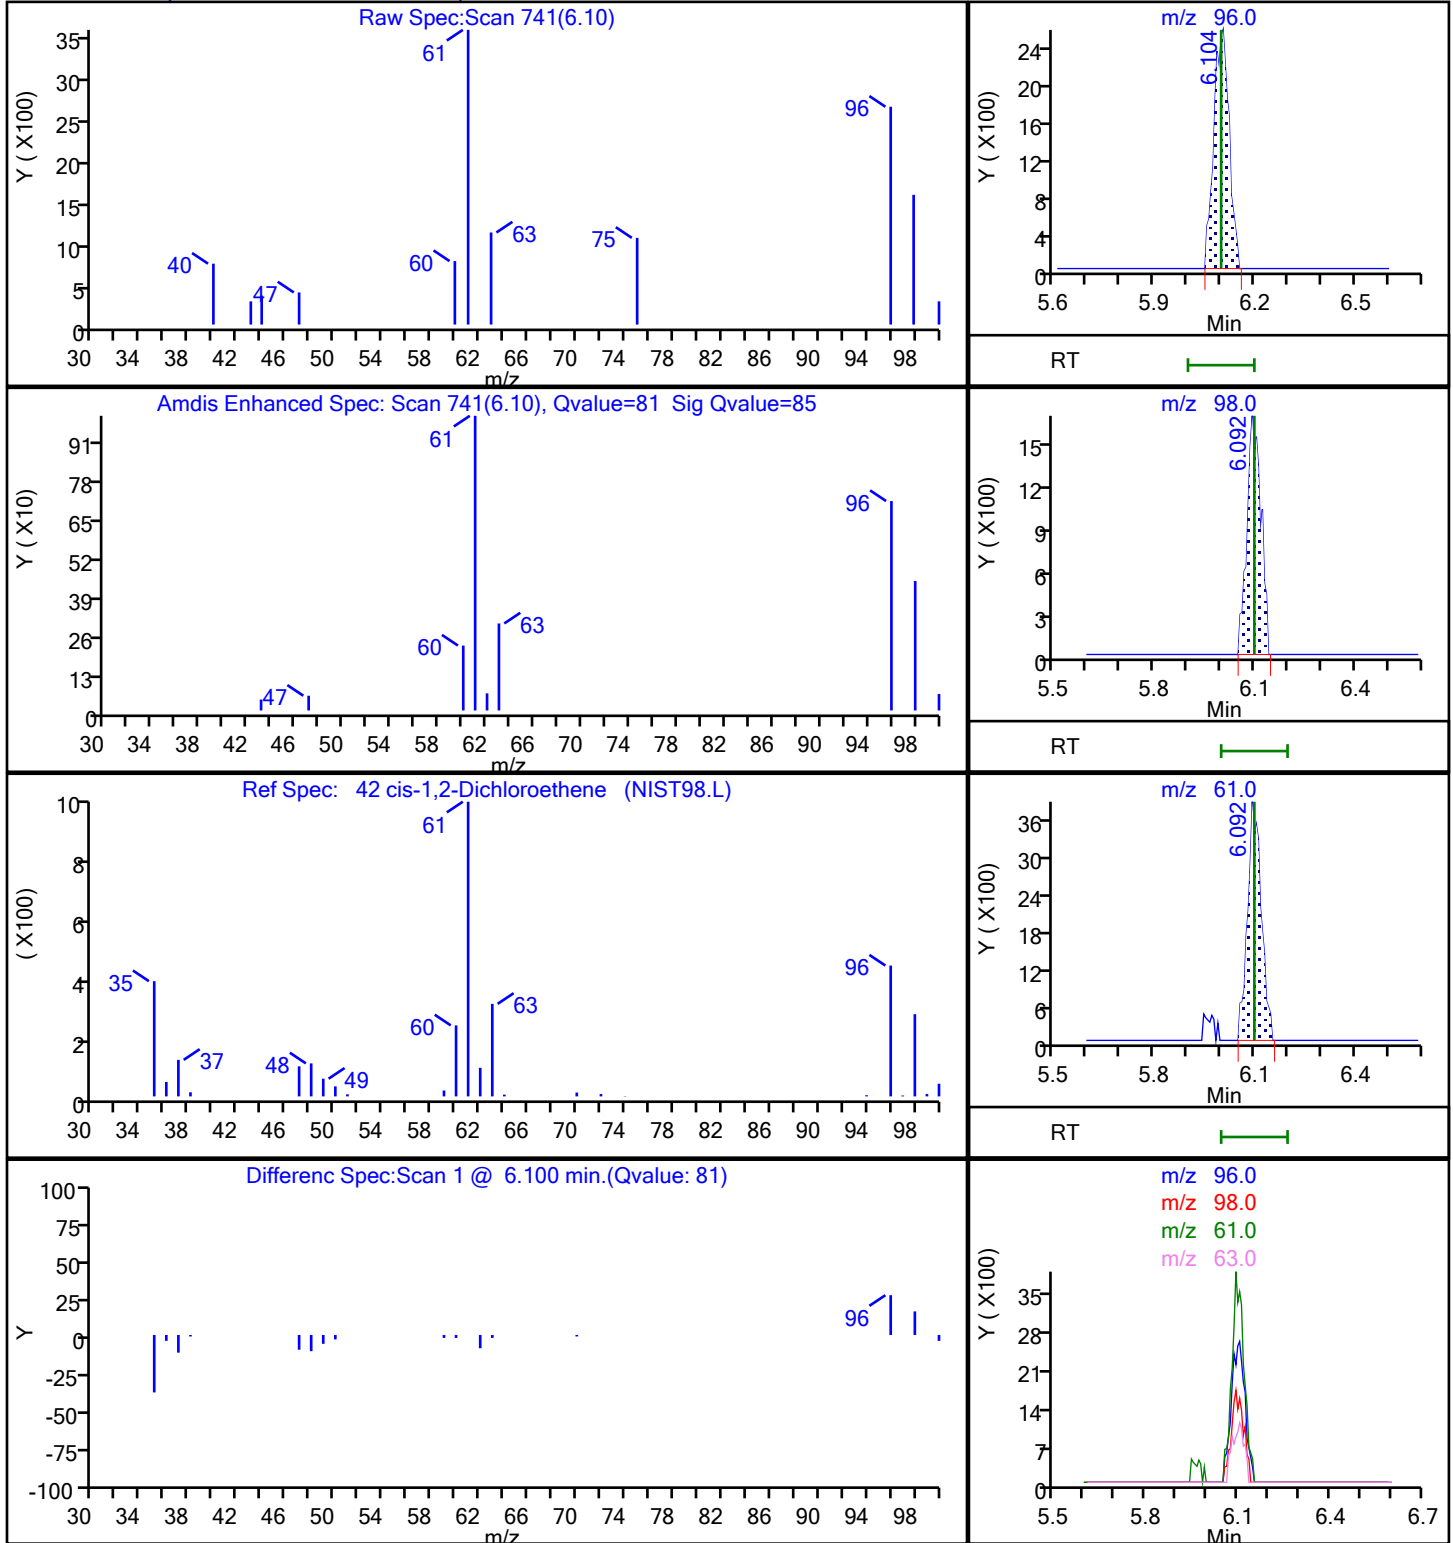 Raw Spec:Scan 741(6.10)
Y ( X100)
35
30
25
20
15
10
5
0
61
96
40
47
60
63
75
30 34 38 42 46 50 54 58 62 66 70 74 78 82 86 90 94 98
m/z
m/z 96.0
6.104
Y ( X100)
24
20
16
12
8
4
0
5.6 5.9 6.2 6.5
Min
RT
Amdis Enhanced Spec: Scan 741(6.10), Qvalue=81 Sig Qvalue=85
Y ( X10)
91
78
65
52
39
26
13
0
61
96
60
63
47
30 34 38 42 46 50 54 58 62 66 70 74 78 82 86 90 94 98
m/z
m/z 98.0
6.092
Y ( X100)
15
12
9
6
3
0
5.5 5.8 6.1 6.4
Min
RT
Ref Spec: 42 cis-1,2-Dichloroethene (NIST98.L)
( X100)
10
8
6
4
2
0
61
35
37
48
49
60
63
96
30 34 38 42 46 50 54 58 62 66 70 74 78 82 86 90 94 98
m/z 61.0
6.092
Y ( X100)
36
30
24
18
12
6
0
5.5 5.8 6.1 6.4
Min
RT
Differenc Spec:Scan 1 @ 6.100 min.(Qvalue: 81)
Y
100
75
50
25
0
-25
-50
-75
-100
96
30 34 38 42 46 50 54 58 62 66 70 74 78 82 86 90 94 98
m/z
m/z 96.0
m/z 98.0
m/z 61.0
m/z 63.0
Y ( X100)
35
28
21
14
7
0
5.5 5.8 6.1 6.4 6.7
Min